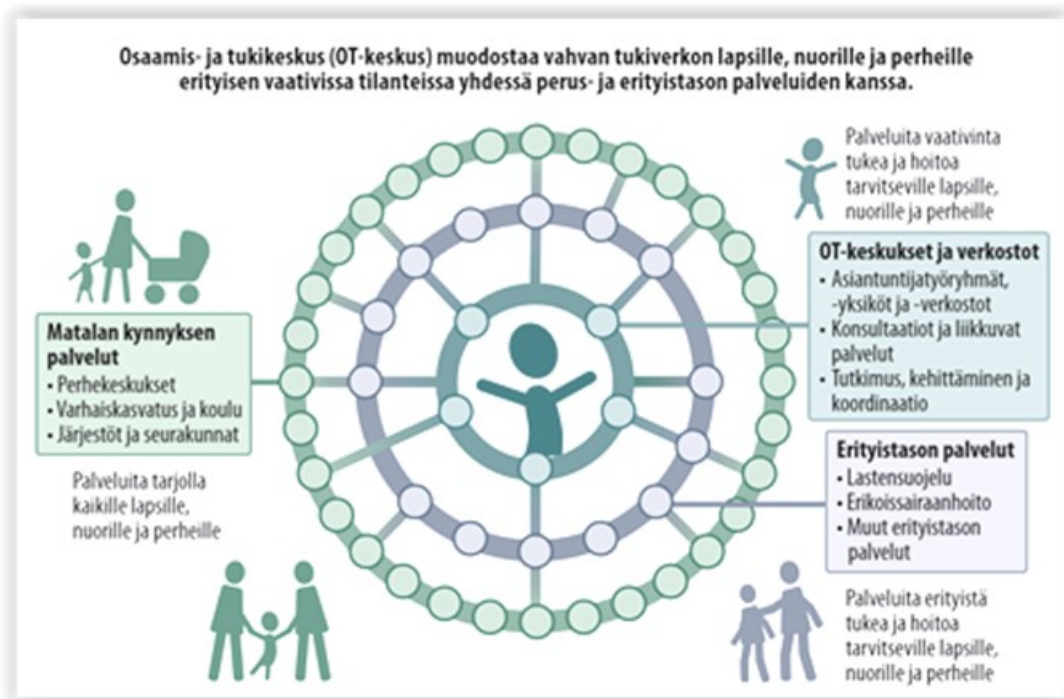 Osaamis- ja tukikeskus (OT-keskus) muodostaa vahvan tukiverkon lapsille, nuorille ja perheille
erityisen vaativissa tilanteissa yhdessä perus- ja erityistason palveluiden kanssa.
Palveluita vaativinta
tukea ja hoitoa
tarvitseville lapsille,
nuorille ja perheille
OT-keskukset ja verkostot
• Asiantuntijatyöryhmät,
-yksiköt ja -verkostot
• Konsultaatiot ja liikkuvat
palvelut
• Tutkimus, kehittäminen ja
koordinaatio
Matalan kynnyksen
palvelut
• Perhekeskukset
• Varhaiskasvatus ja koulu
• Järjestöt ja seurakunnat
Palveluita tarjolla
kaikille lapsille,
nuorille ja perheille
Erityistason palvelut
• Lastensuojelu
• Erikoissairaanhoito
• Muut erityistason
palvelut
Palveluita erityistä
tukea ja hoitoa
tarvitseville lapsille,
nuorille ja perheille